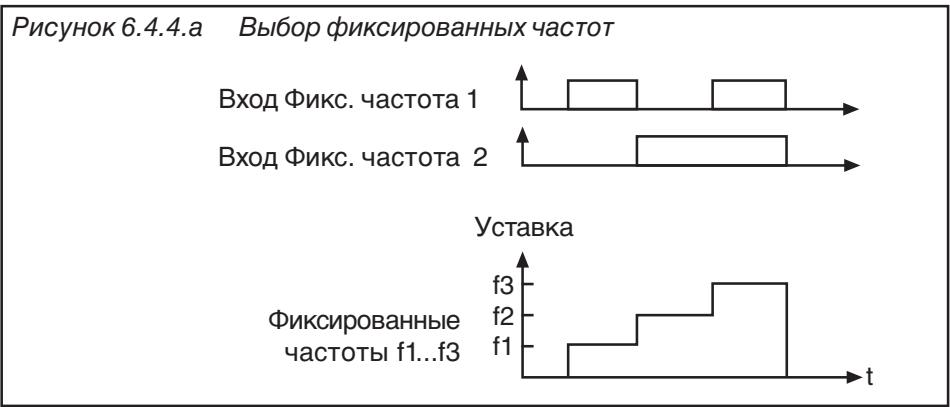 Рисунок 6.4.4.а Выбор фиксированных частот
Вход Фикс. частота 1
Вход Фикс. частота 2
Уставка
f3
f2
f1
Фиксированные
частоты f1...f3
t